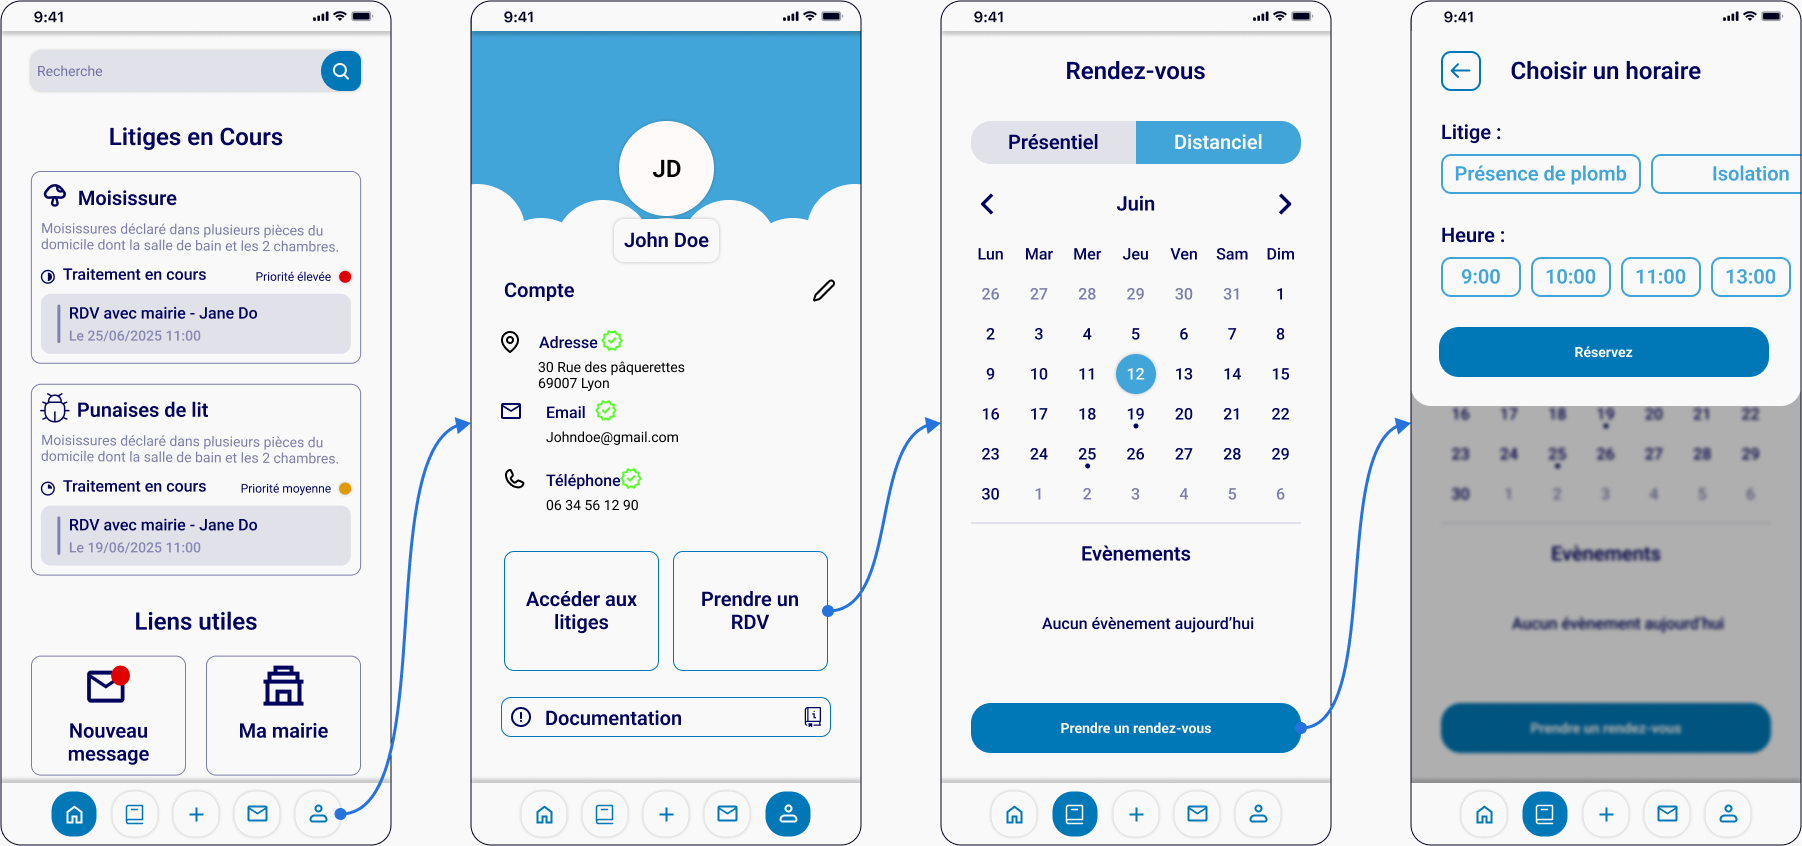 9:41
Recherche
Litiges en Cours
Moisissure
Moisissures déclaré dans plusieurs pièces du
domicile dont la salle de bain et les 2 chambres.
Traitement en cours
Priorité élevée
RDV avec mairie - Jane Do
Le 25/06/2025 11:00
Punaises de lit
Moisissures déclaré dans plusieurs pièces du
domicile dont la salle de bain et les 2 chambres.
Traitement en cours
Priorité moyenne
RDV avec mairie - Jane Do
Le 19/06/2025 11:00
Liens utiles
Nouveau
message
Ma mairie
9:41
JD
John Doe
Compte
Adresse
30 Rue des pâquerettes
69007 Lyon
Email
Johndoe@gmail.com
Téléphone
06 34 56 12 90
Accéder aux
litiges
Prendre un
RDV
Documentation
9:41
Rendez-vous
Présentiel Distanciel
Juin
Lun Mar Mer Jeu Ven Sam Dim
26 27 28 29 30 31 1
2 3 4 5 6 7 8
9 10 11 12 13 14 15
16 17 18 19 20 21 22
23 24 25 26 27 28 29
30 1 2 3 4 5 6
Evènements
Aucun évènement aujourd'hui
Prendre un rendez-vous
9:41
Choisir un horaire
Litige :
Présence de plomb Isolation
Heure :
9:00 10:00 11:00 13:00
Réservez
16 17 18 19 20 21 22
23 24 25 26 27 28 29
30 1 2 3 4 5 6
Evènements
Aucun évènement aujourd'hui
Prendre un rendez-vous